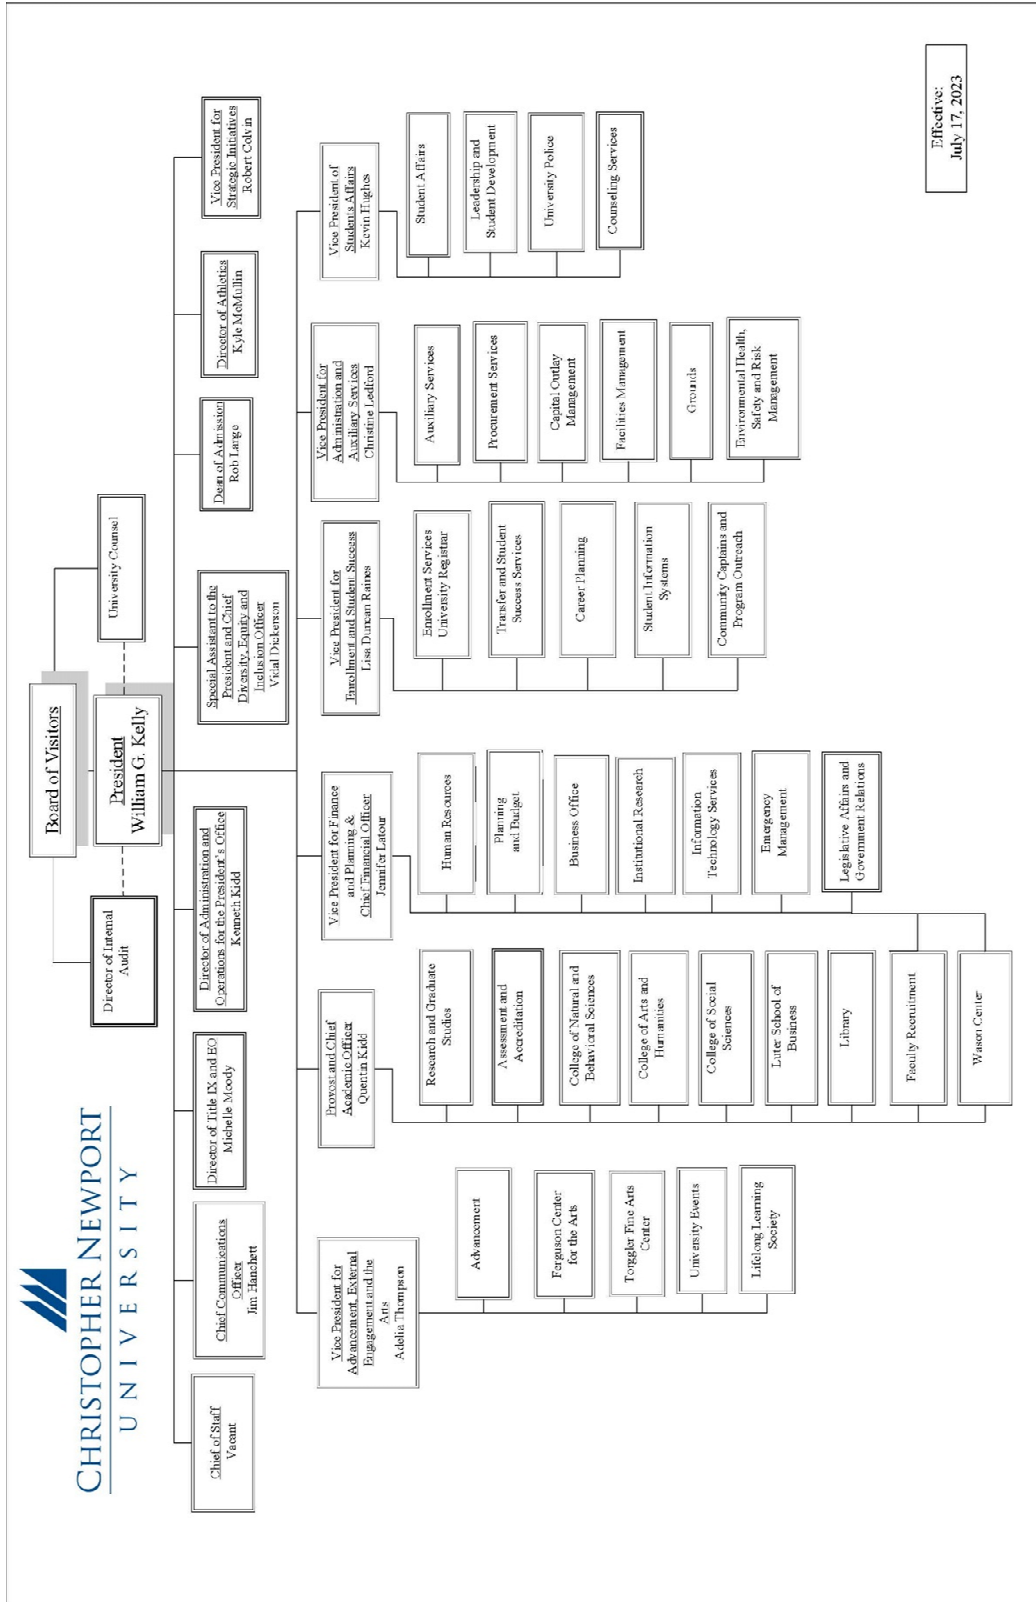 CHRISTOPHER NEWPORT
UNIVERSITY
Board of Visitors
President
William G. Kelly
Director of Internal
Audit
University Counsel
Chief of Staff
Vacant
Chief Communications
Officer
Jim Hanchett
Director of Title IX and EO
Michelle Moody
Director of Administration and
Operations for the President's Office
Kenneth Kidd
Special Assistant to the
President and Chief
Diversity, Equity and
Inclusion Officer
Vidal Dickerson
Dean of Admission
Rob Lange
Director of Athletics
Kyle McMullin
Vice President for
Strategic Initiatives
Robert Colvin
Vice President for
Advancement, External
Engagement and the
Arts
Adelia Thompson
Advancement
Ferguson Center
for the Arts
Torggler Fine Arts
Center
University Events
Lifelong Learning
Society
Provost and Chief
Academic Officer
Quentin Kidd
Research and Graduate
Studies
Assessment and
Accreditation
College of Natural and
Behavioral Sciences
College of Arts and
Humanities
College of Social
Sciences
Luter School of
Business
Library
Faculty Recruitment
Wason Center
Vice President for Finance
and Planning &
Chief Financial Officer
Jennifer Latour
Human Resources
Planning
and Budget
Business Office
Institutional Research
Information
Technology Services
Emergency
Management
Legislative Affairs and
Government Relations
Vice President for
Enrollment and Student Success
Lisa Duncan Raines
Enrollment Services
University Registrar
Transfer and Student
Success Services
Career Planning
Student Information
Systems
Community Captains and
Program Outreach
Vice President for
Administration and
Auxiliary Services
Christine Ledford
Auxiliary Services
Procurement Services
Capital Outlay
Management
Facilities Management
Grounds
Environmental Health,
Safety and Risk
Management
Vice President of
Students Affairs
Kevin Hughes
Student Affairs
Leadership and
Student Development
University Police
Counseling Services
Effective:
July 17, 2023